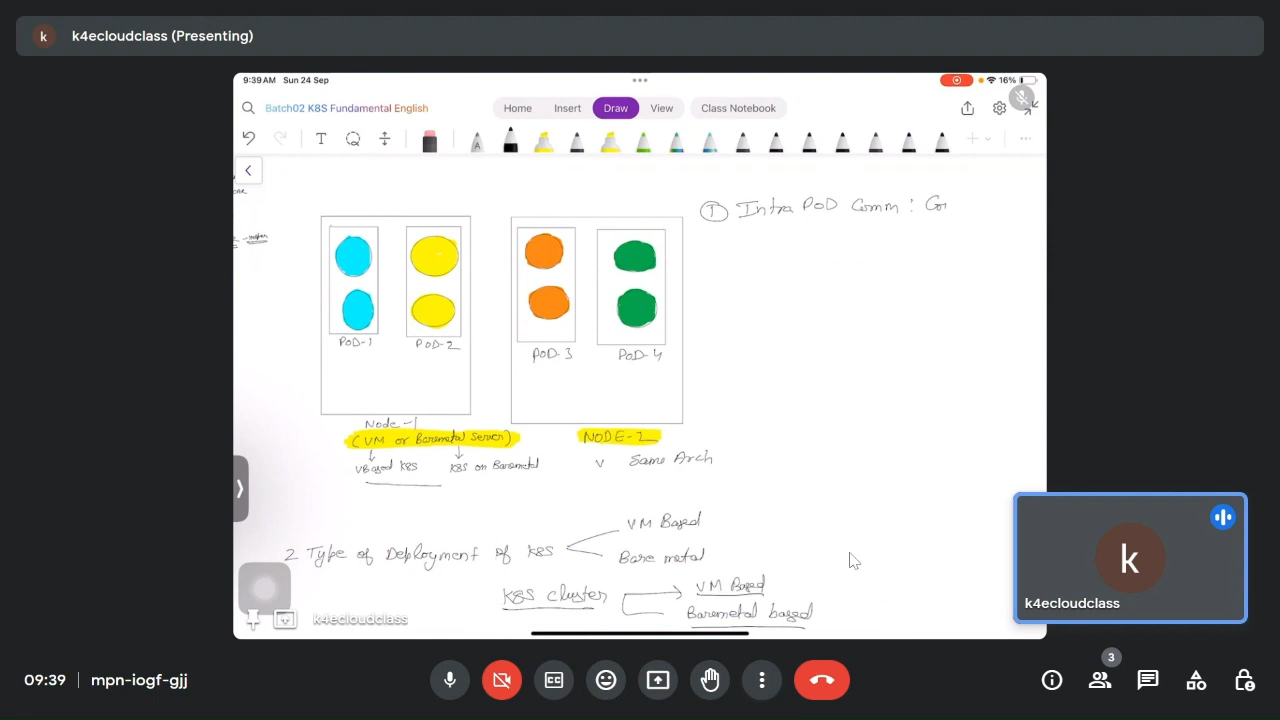 k k4ecloudclass (Presenting)
9:39 AM Sun 24 Sep
16%
Batch02 K8S Fundamental English
Home Insert Draw View Class Notebook
T
A
① Intra POD Comm : Co
POD-1 POD-2 POD-3 POD-4
Node-1
(VM or Baremetal Server)
NODE-2
VBased K8S K8S on Baremetal
v Same Arch
2 Type of Deployment of K8S
VM Based
Bare metal
K8S cluster
VM Based
Baremetal based
k4ecloudclass
k
k4ecloudclass
09:39 mpn-iogf-gjj
CC
3